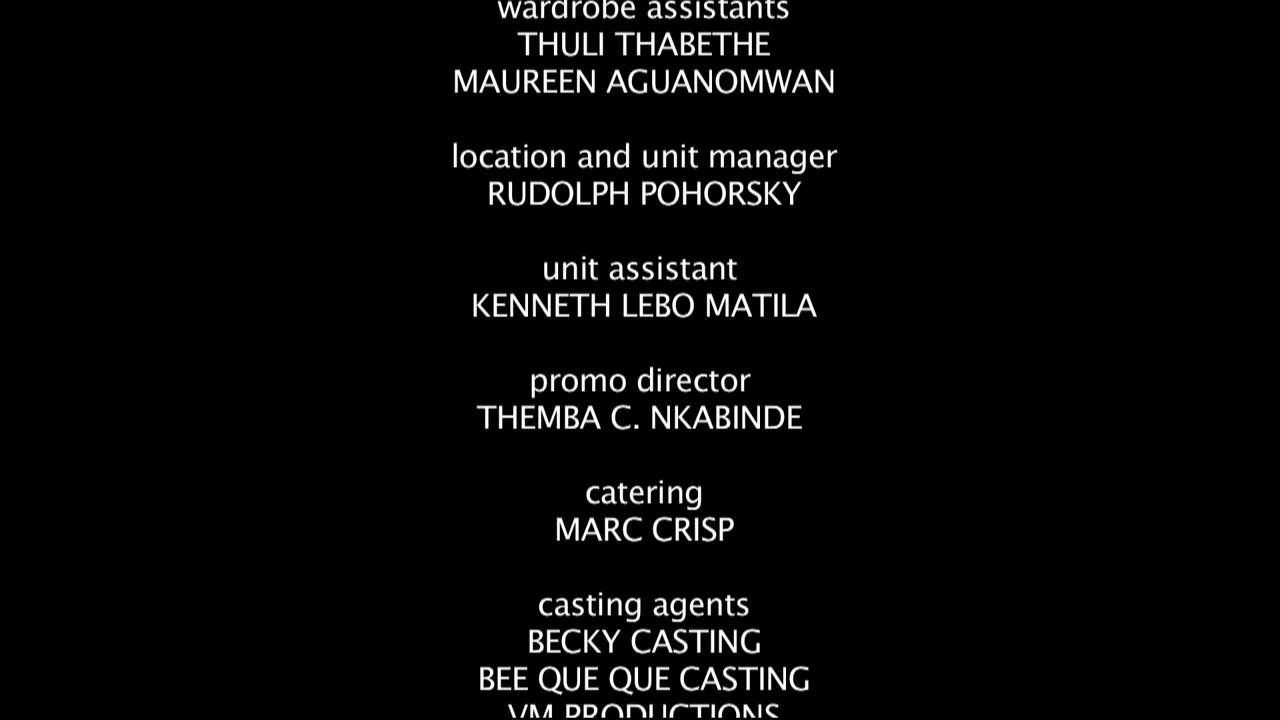 wardrobe assistants
THULI THABETHE
MAUREEN AGUANOMWAN
location and unit manager
RUDOLPH POHORSKY
unit assistant
KENNETH LEBO MATILA
promo director
THEMBA C. NKABINDE
catering
MARC CRISP
casting agents
BECKY CASTING
BEE QUE QUE CASTING
VM PRODUCTIONS